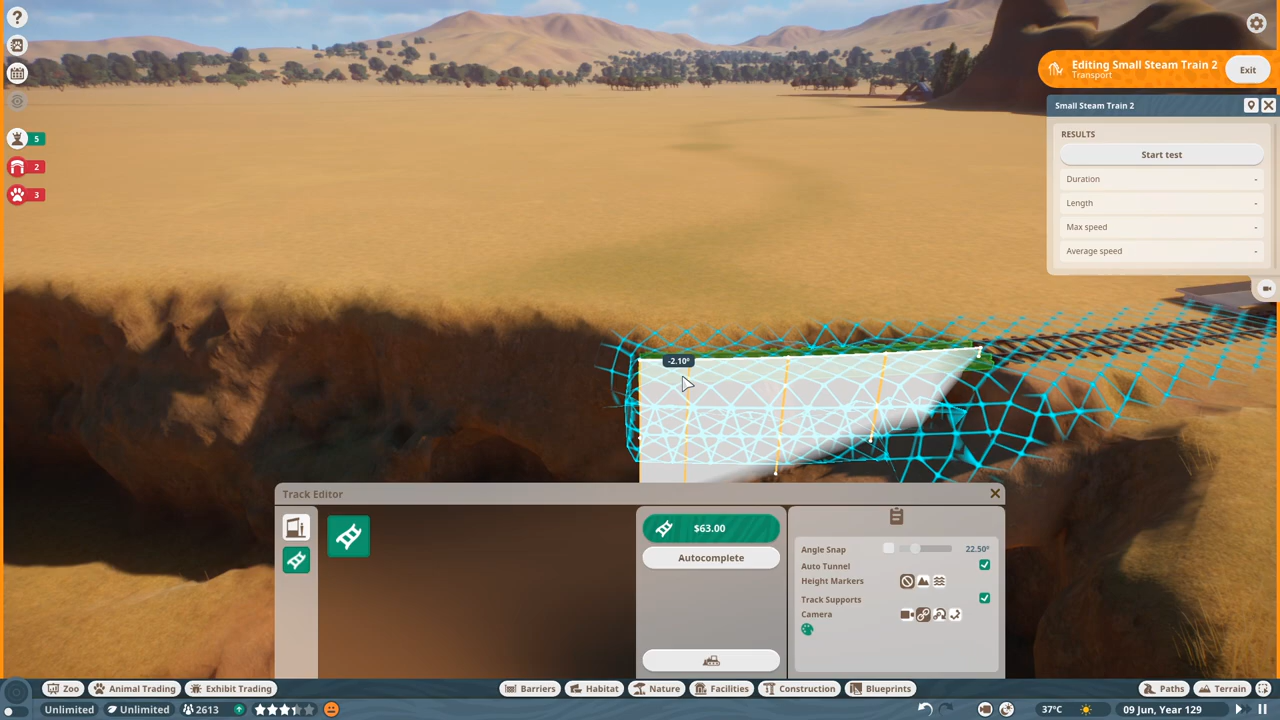 ?
Editing Small Steam Train 2
Transport
Exit
Small Steam Train 2
RESULTS
Start test
Duration -
Length -
Max speed -
Average speed -
5
2
3
-2.10º
Track Editor
$63.00
Autocomplete
Angle Snap 22.50º
Auto Tunnel
Height Markers
Track Supports
Camera
Zoo
Animal Trading
Exhibit Trading
Barriers
Habitat
Nature
Facilities
Construction
Blueprints
Paths
Terrain
Unlimited
Unlimited
2613
37°C
09 Jun, Year 129